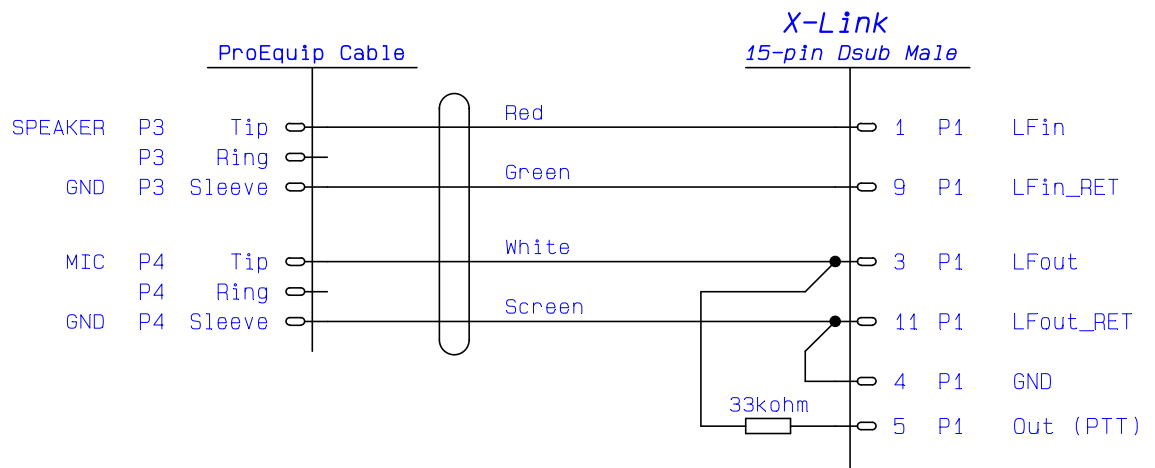 X-Link
ProEquip Cable 15-pin Dsub Male
Red
SPEAKER P3 Tip 1 P1 LFin
P3 Ring
Green
GND P3 Sleeve 9 P1 LFin_RET
White
MIC P4 Tip 3 P1 LFout
P4 Ring
Screen
GND P4 Sleeve 11 P1 LFout_RET
4 P1 GND
33kohm
5 P1 Out (PTT)